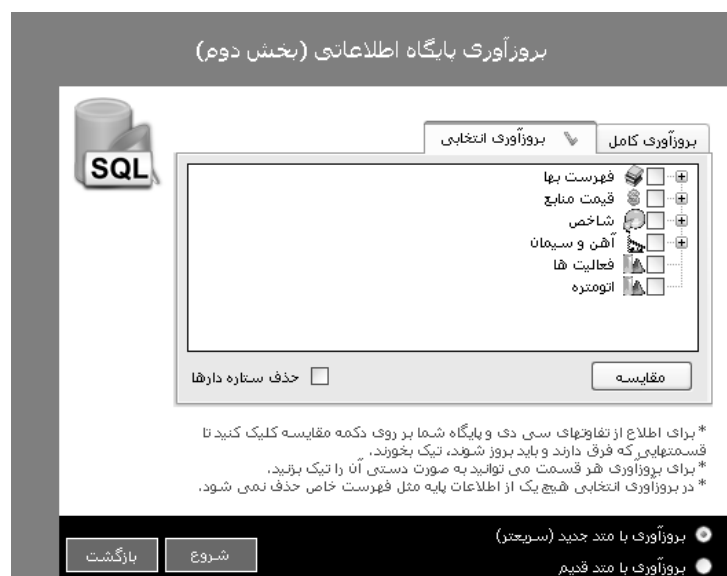 بروزآوری پایگاه اطلاعاتی (بخش دوم)
SQL
بروزآوری کامل
بروزآوری انتخابی
فهرست بها
قیمت منابع
شاخص
آهن و سیمان
فعالیت ها
اتومتره
مقایسه
حذف ستاره دارها
* برای اطلاع از تفاوتهای سی دی و پایگاه شما بر روی دکمه مقایسه کلیک کنید تا
قسمتهایی که فرق دارند و باید بروز شوند، تیک بخورند.
* برای بروزآوری هر قسمت می توانید به صورت دستی آن را تیک بزنید.
* در بروزآوری انتخابی هیچ یک از اطلاعات پایه مثل فهرست خاص حذف نمی شود.
بروزآوری با متد جدید (سریعتر)
بروزآوری با متد قدیم
شروع
بازگشت